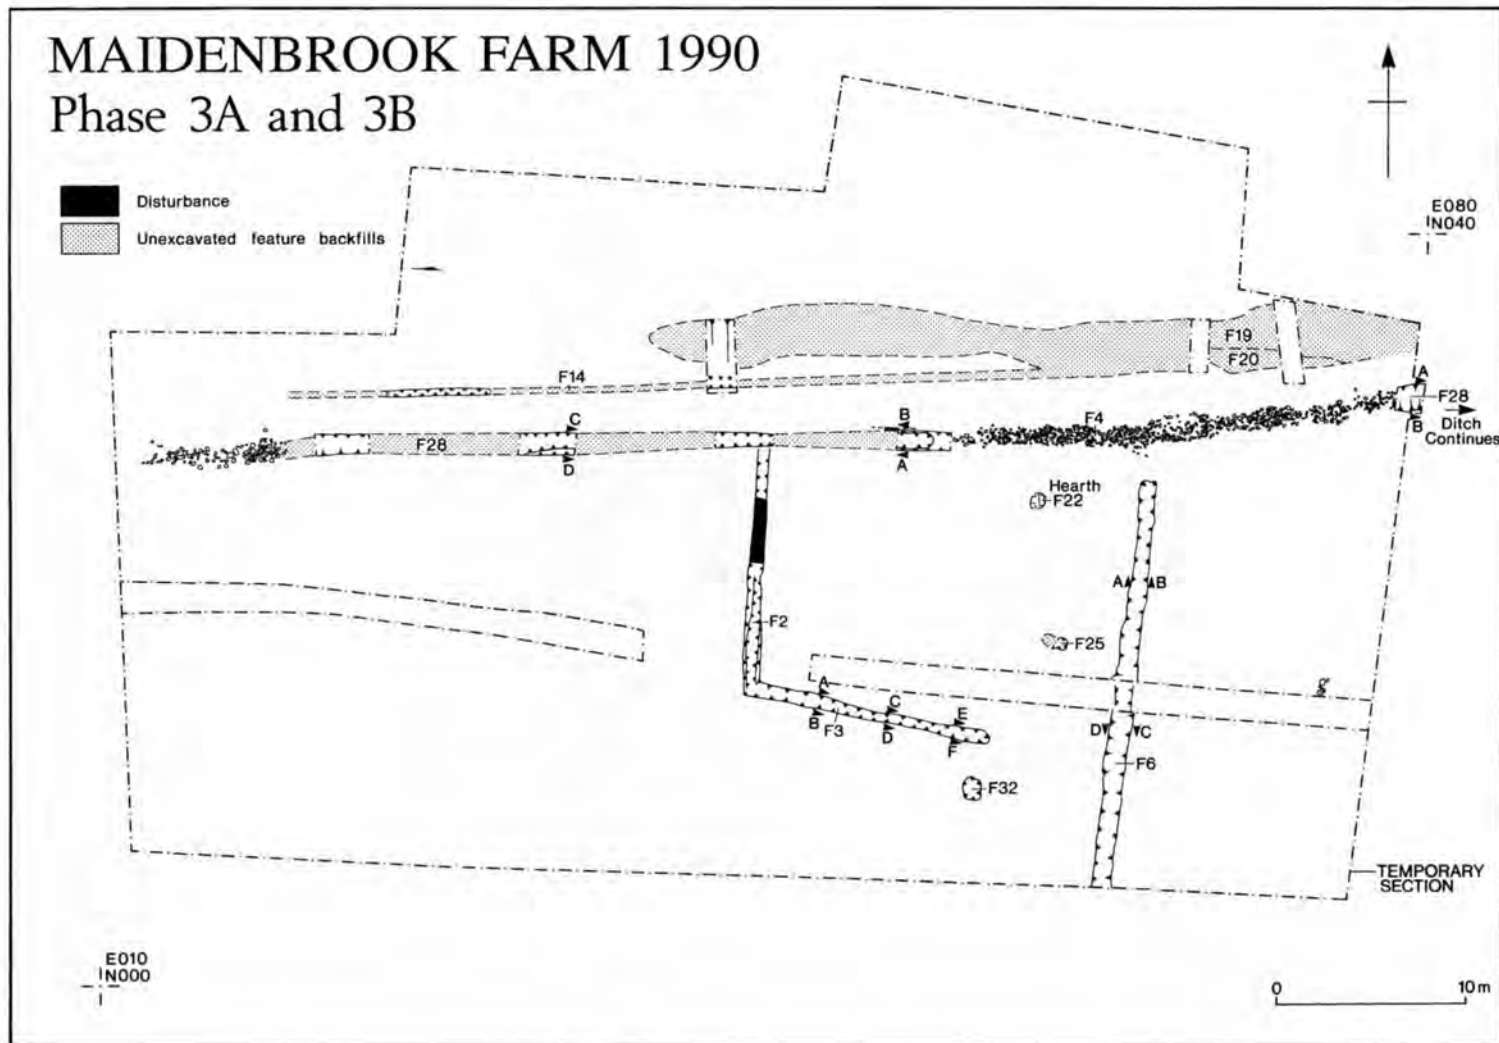 MAIDENBROOK FARM 1990
Phase 3A and 3B
Disturbance
Unexcavated feature backfills
E080
N040
F19
F20
F14
A
F28
B
Ditch
Continues
C
F28
D
B
A
F4
Hearth
F22
A B
F2
F25
A
B
F3
C
D
E
F
D C
F6
F32
TEMPORARY
SECTION
E010
N000
0 10m